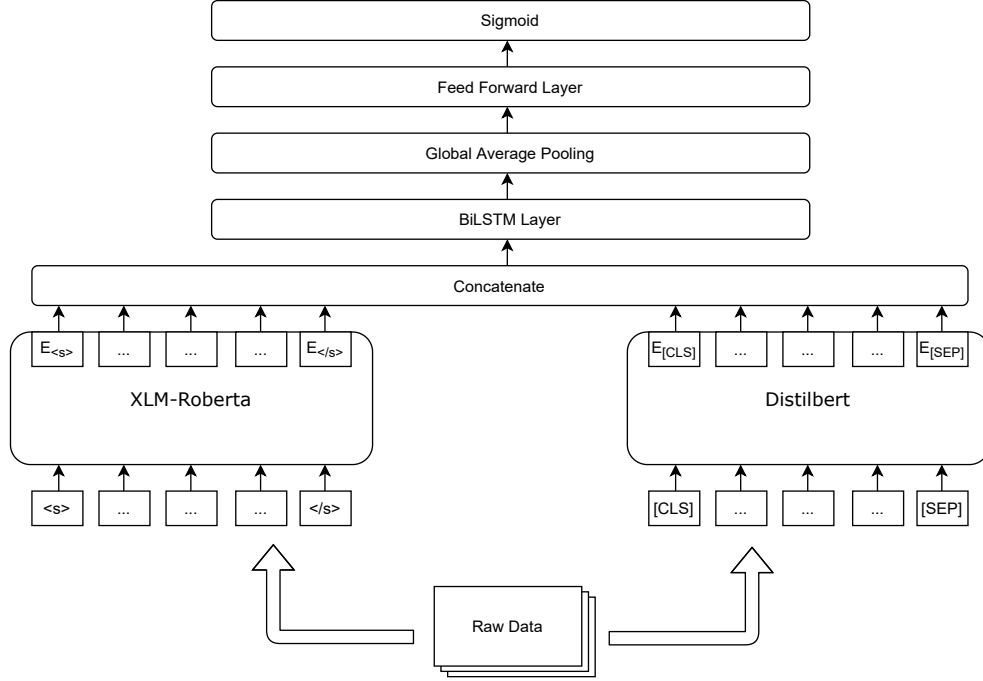 Sigmoid
Feed Forward Layer
Global Average Pooling
BiLSTM Layer
Concatenate
E<s> ... ... ... E</s> E[CLS] ... ... ... E[SEP]
XLM-Roberta Distilbert
<s> ... ... ... </s> [CLS] ... ... ... [SEP]
Raw Data